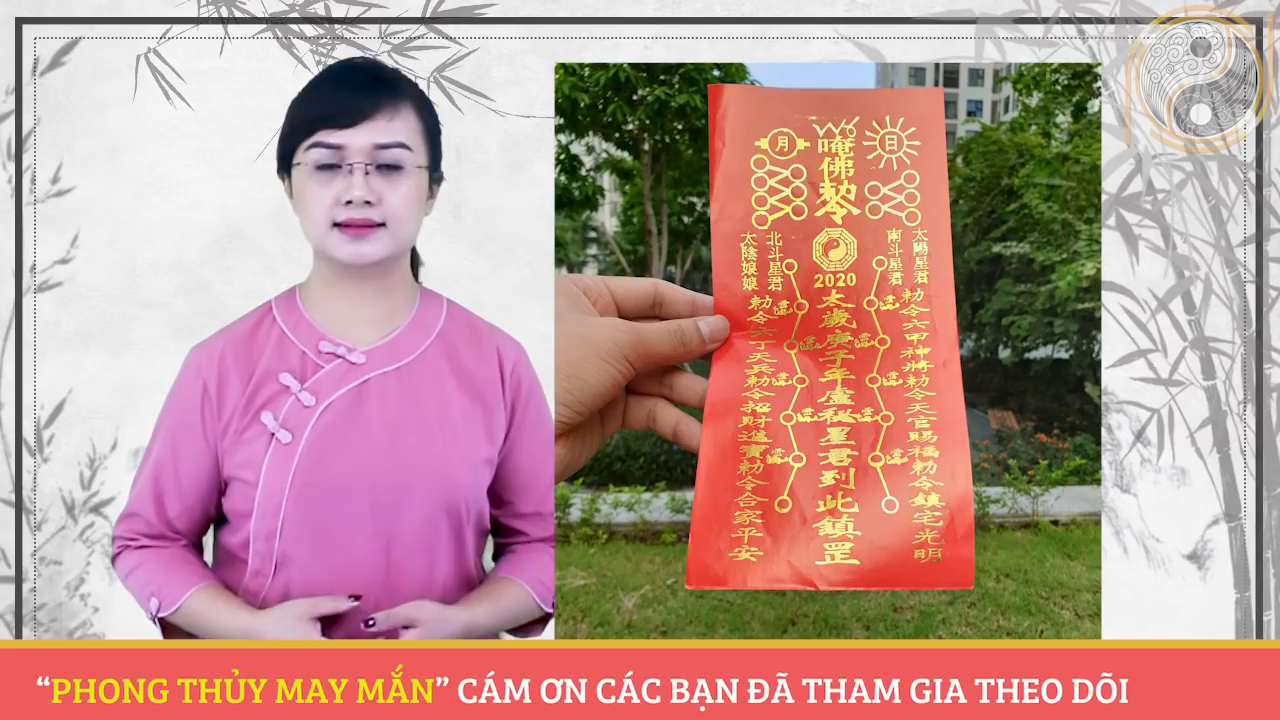 月
日
唵佛勅令
太陽星君
南斗星君
北斗星君
太陰娘娘
2020
勅令六甲神將勅令天官賜福勅令鎮宅光明
太歲庚子年盧秘星君到此鎮罡
勅令六丁天兵勅令招財進寶勅令合家平安
“PHONG THỦY MAY MẮN” CÁM ƠN CÁC BẠN ĐÃ THAM GIA THEO DÕI